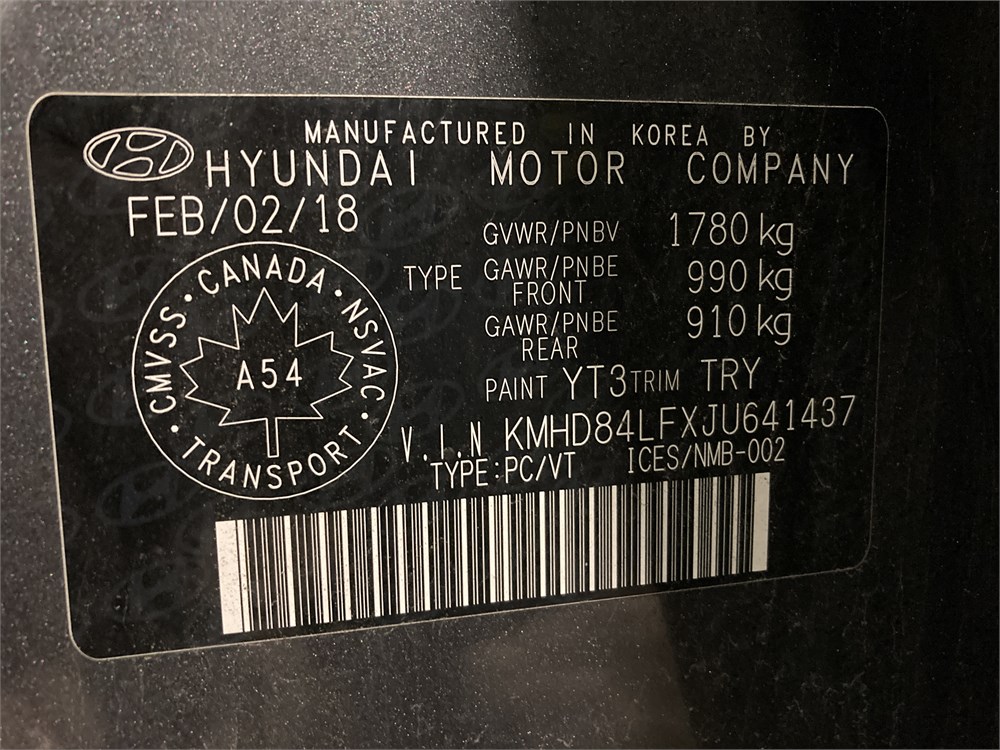 MANUFACTURED IN KOREA BY
HYUNDAI MOTOR COMPANY
FEB/02/18
GVWR/PNBV 1780 kg
TYPE GAWR/PNBE FRONT 990 kg
GAWR/PNBE REAR 910 kg
CANADA · NSVAC · TRANSPORT · CMVSS ·
A54
PAINT YT3 TRIM TRY
V.I.N KMHD84LFXJU641437
TYPE:PC/VT ICES/NMB-002